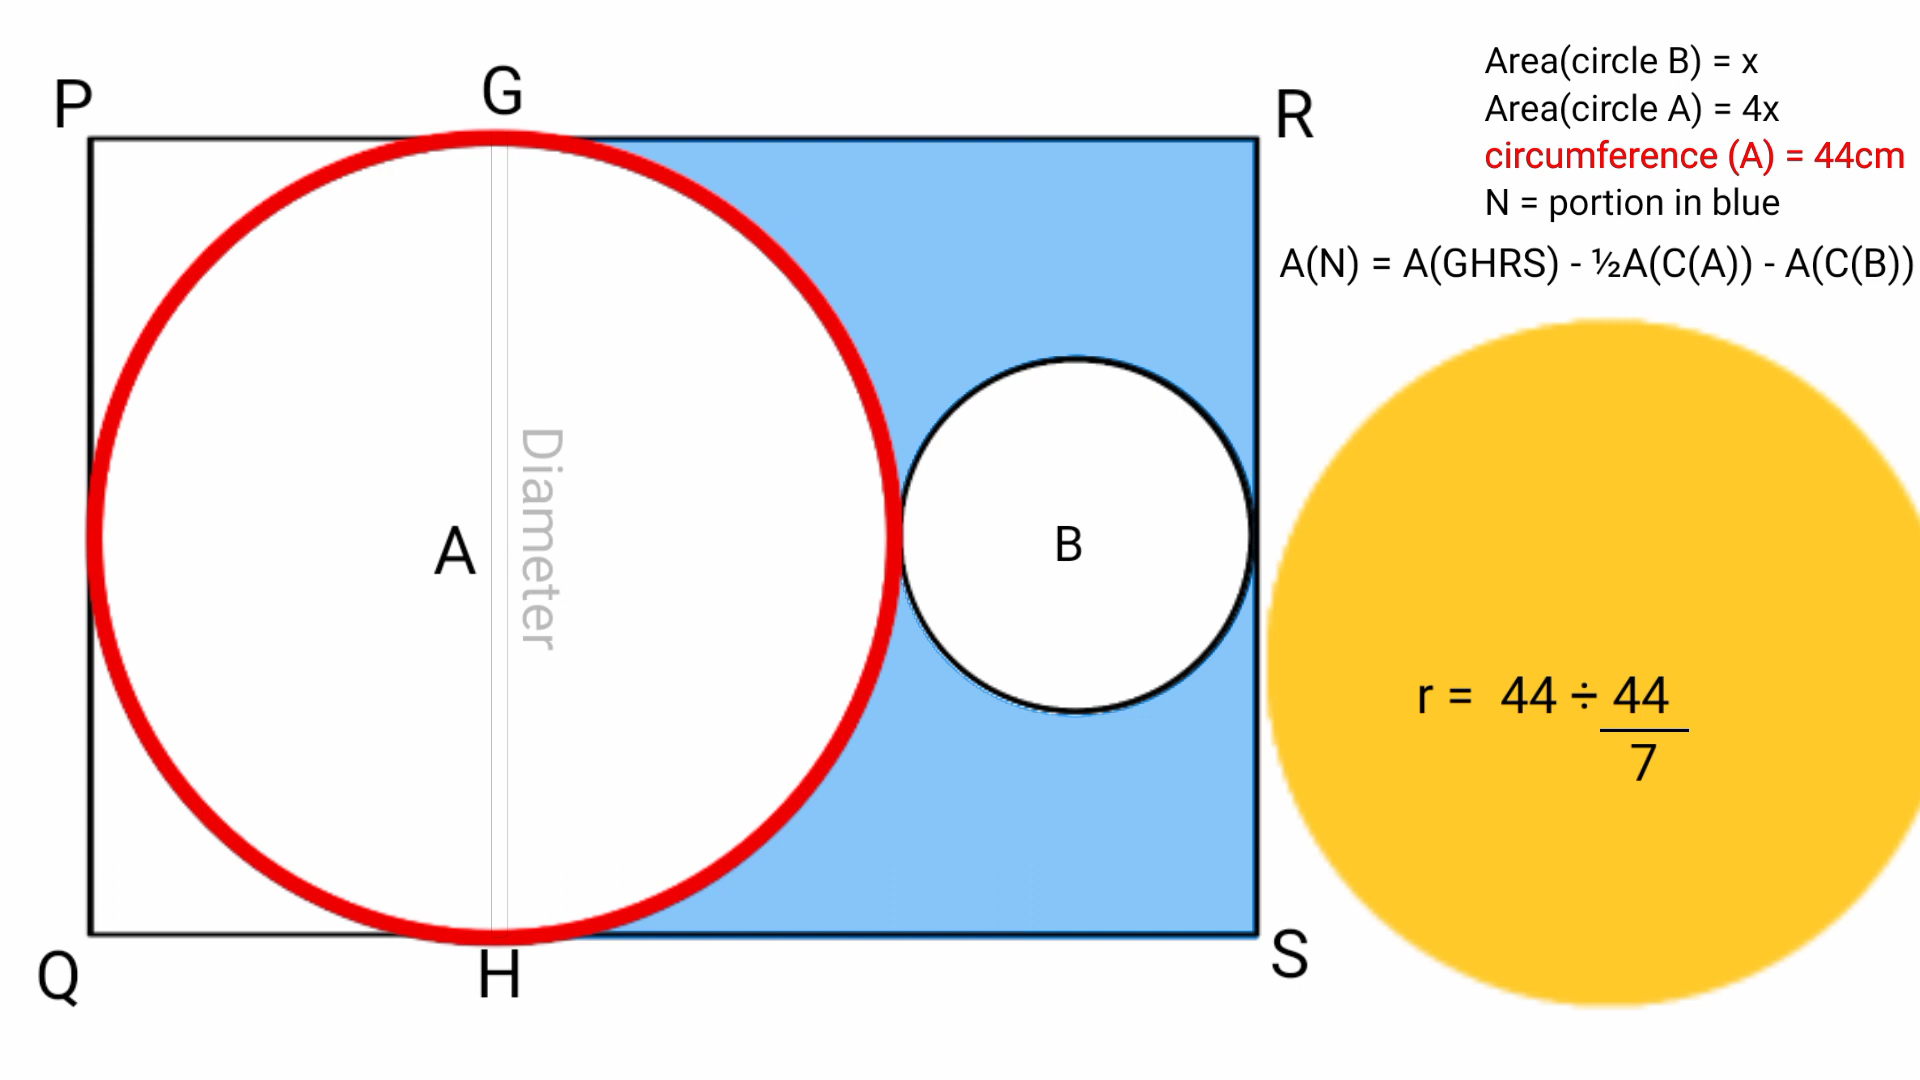 P
G
R
Area(circle B) = x
Area(circle A) = 4x
circumference (A) = 44cm
N = portion in blue
A(N) = A(GHRS) - ½A(C(A)) - A(C(B))
Diameter
A
B
r = 44 ÷ 44
7
Q
H
S